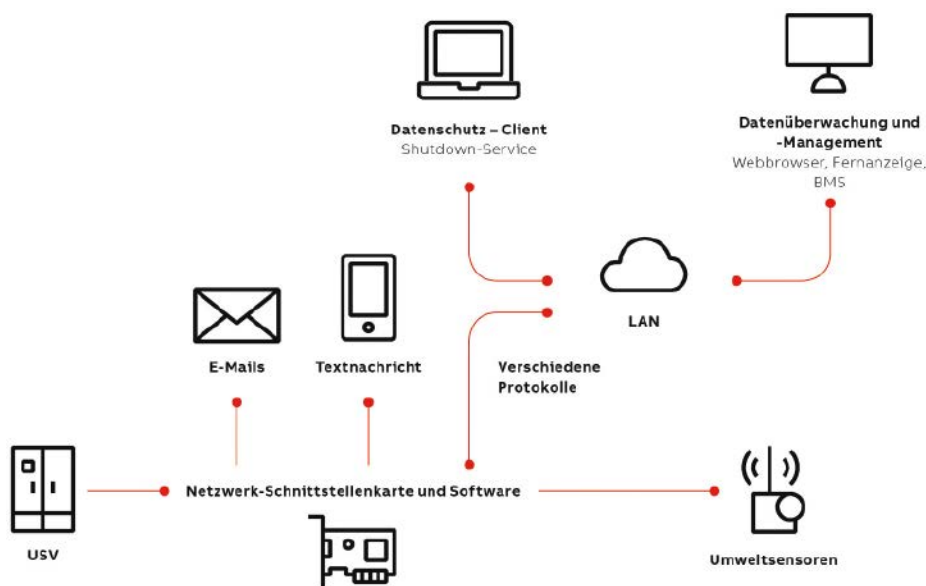 Datenschutz – Client
Shutdown-Service
Datenüberwachung und
-Management
Webbrowser, Fernanzeige,
BMS
LAN
E-Mails
Textnachricht
Verschiedene
Protokolle
USV
Netzwerk-Schnittstellenkarte und Software
Umweltsensoren